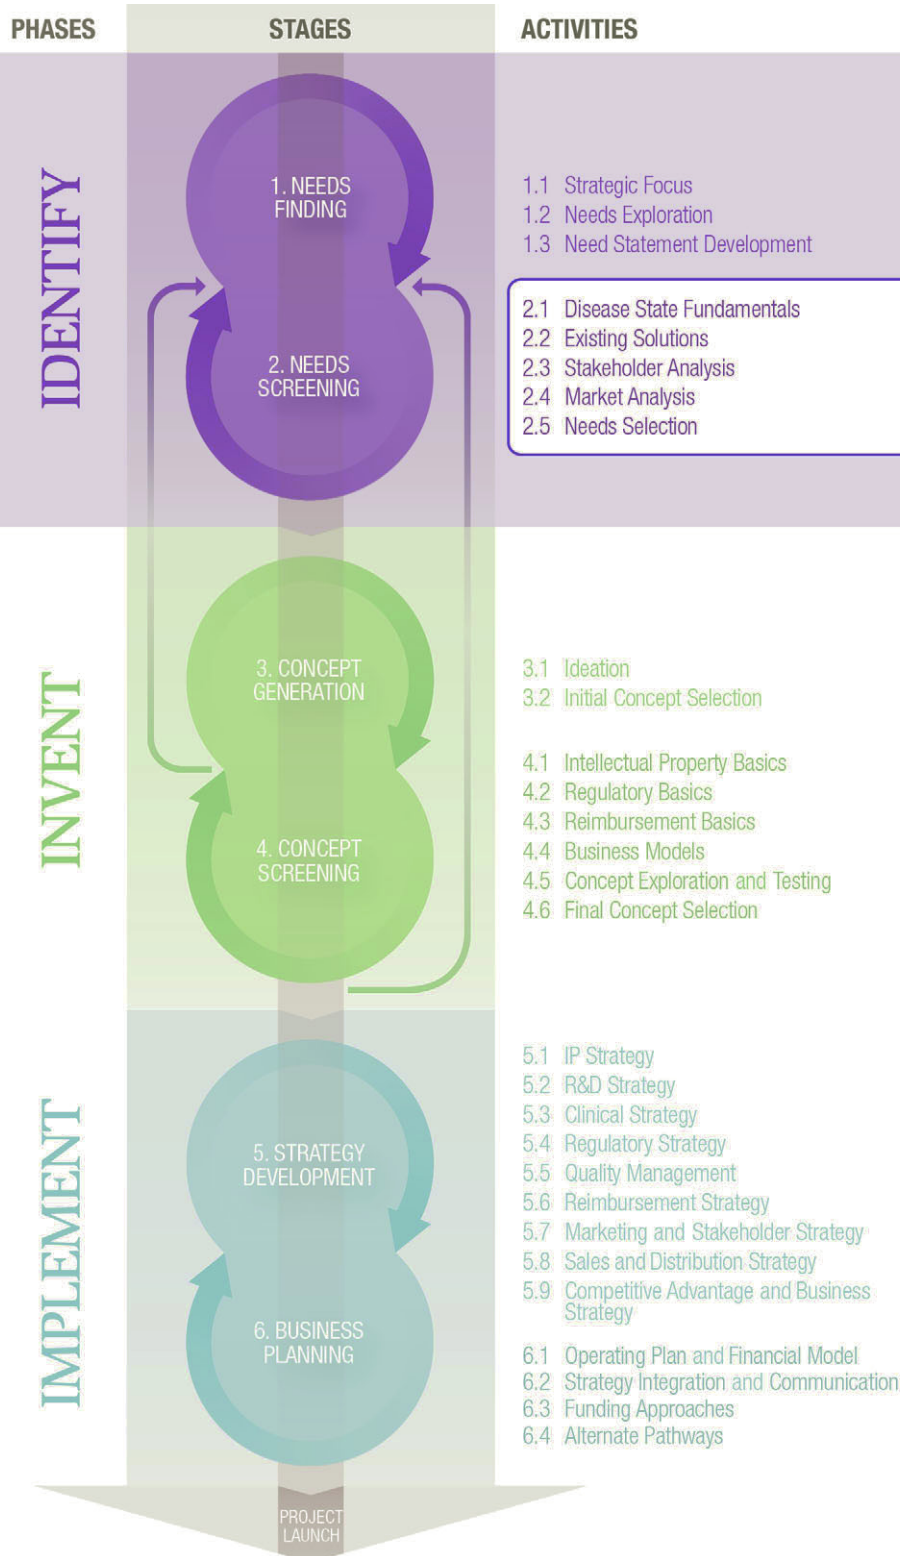 PHASES
STAGES
ACTIVITIES
IDENTIFY
1. NEEDS
FINDING
2. NEEDS
SCREENING
1.1 Strategic Focus
1.2 Needs Exploration
1.3 Need Statement Development
2.1 Disease State Fundamentals
2.2 Existing Solutions
2.3 Stakeholder Analysis
2.4 Market Analysis
2.5 Needs Selection
INVENT
3. CONCEPT
GENERATION
4. CONCEPT
SCREENING
3.1 Ideation
3.2 Initial Concept Selection
4.1 Intellectual Property Basics
4.2 Regulatory Basics
4.3 Reimbursement Basics
4.4 Business Models
4.5 Concept Exploration and Testing
4.6 Final Concept Selection
IMPLEMENT
5. STRATEGY
DEVELOPMENT
6. BUSINESS
PLANNING
5.1 IP Strategy
5.2 R&D Strategy
5.3 Clinical Strategy
5.4 Regulatory Strategy
5.5 Quality Management
5.6 Reimbursement Strategy
5.7 Marketing and Stakeholder Strategy
5.8 Sales and Distribution Strategy
5.9 Competitive Advantage and Business
Strategy
6.1 Operating Plan and Financial Model
6.2 Strategy Integration and Communication
6.3 Funding Approaches
6.4 Alternate Pathways
PROJECT
LAUNCH